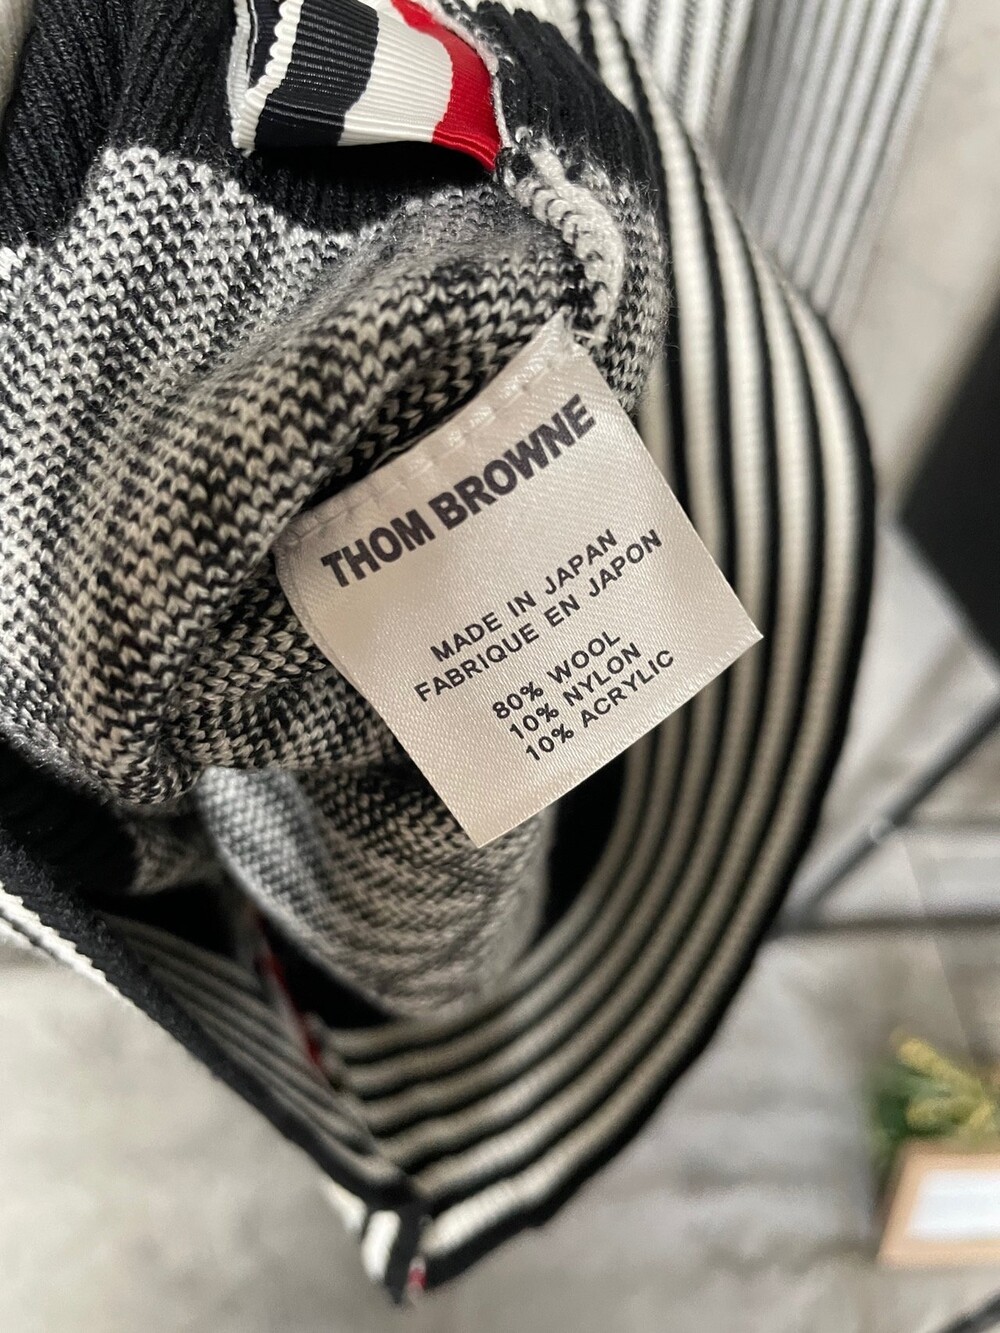 THOM BROWNE
MADE IN JAPAN
FABRIQUE EN JAPON
80% WOOL
10% NYLON
10% ACRYLIC